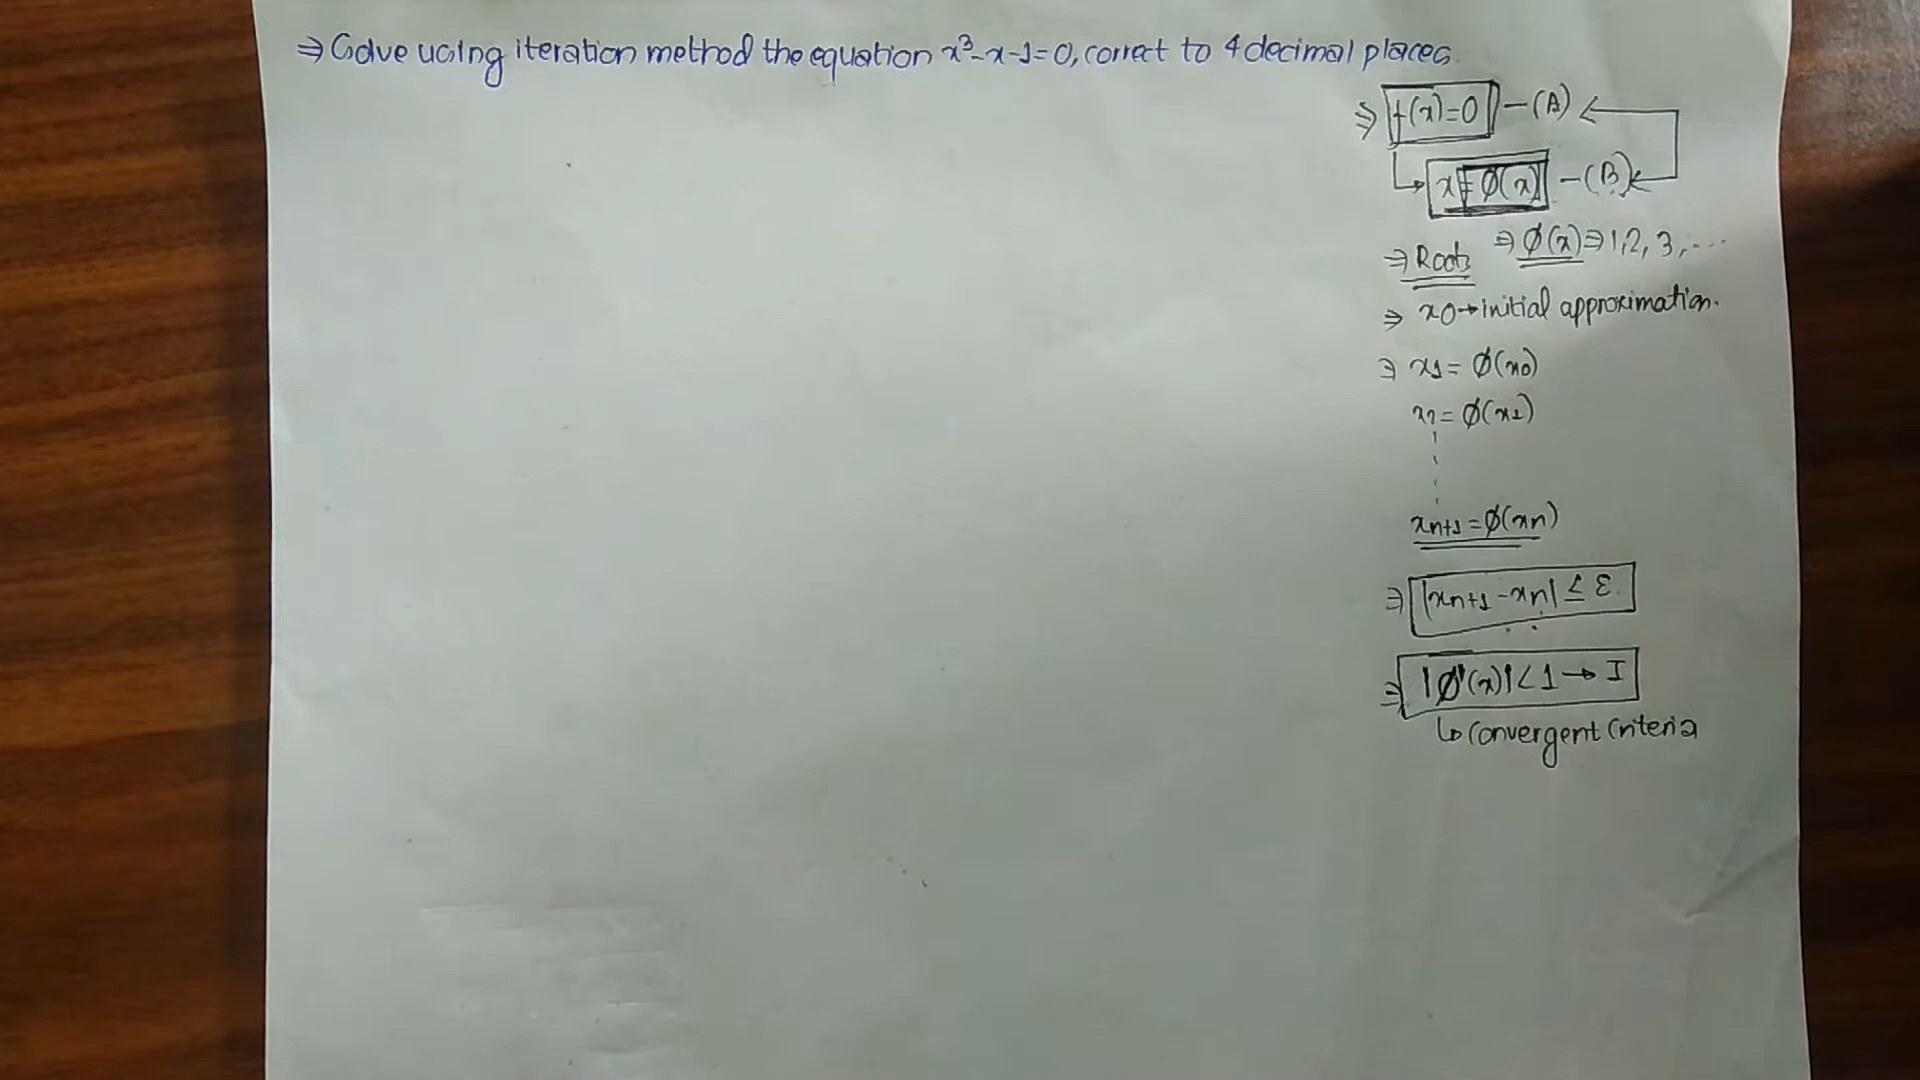 ⇒ Solve using iteration method the equation x³-x-1=0, correct to 4 decimal places.
⇒ f(x)=0 -(A)
x=ø(x) -(B)
⇒ Roots ⇒ ø(x)⇒1,2,3,...
⇒ x0→initial approximation.
⇒ x1= ø(x0)
x2= ø(x1)
xn+1=ø(xn)
⇒ |xn+1-xn| ≤ ε.
⇒ |ø'(x)|<1→I
↳ Convergent Criteria